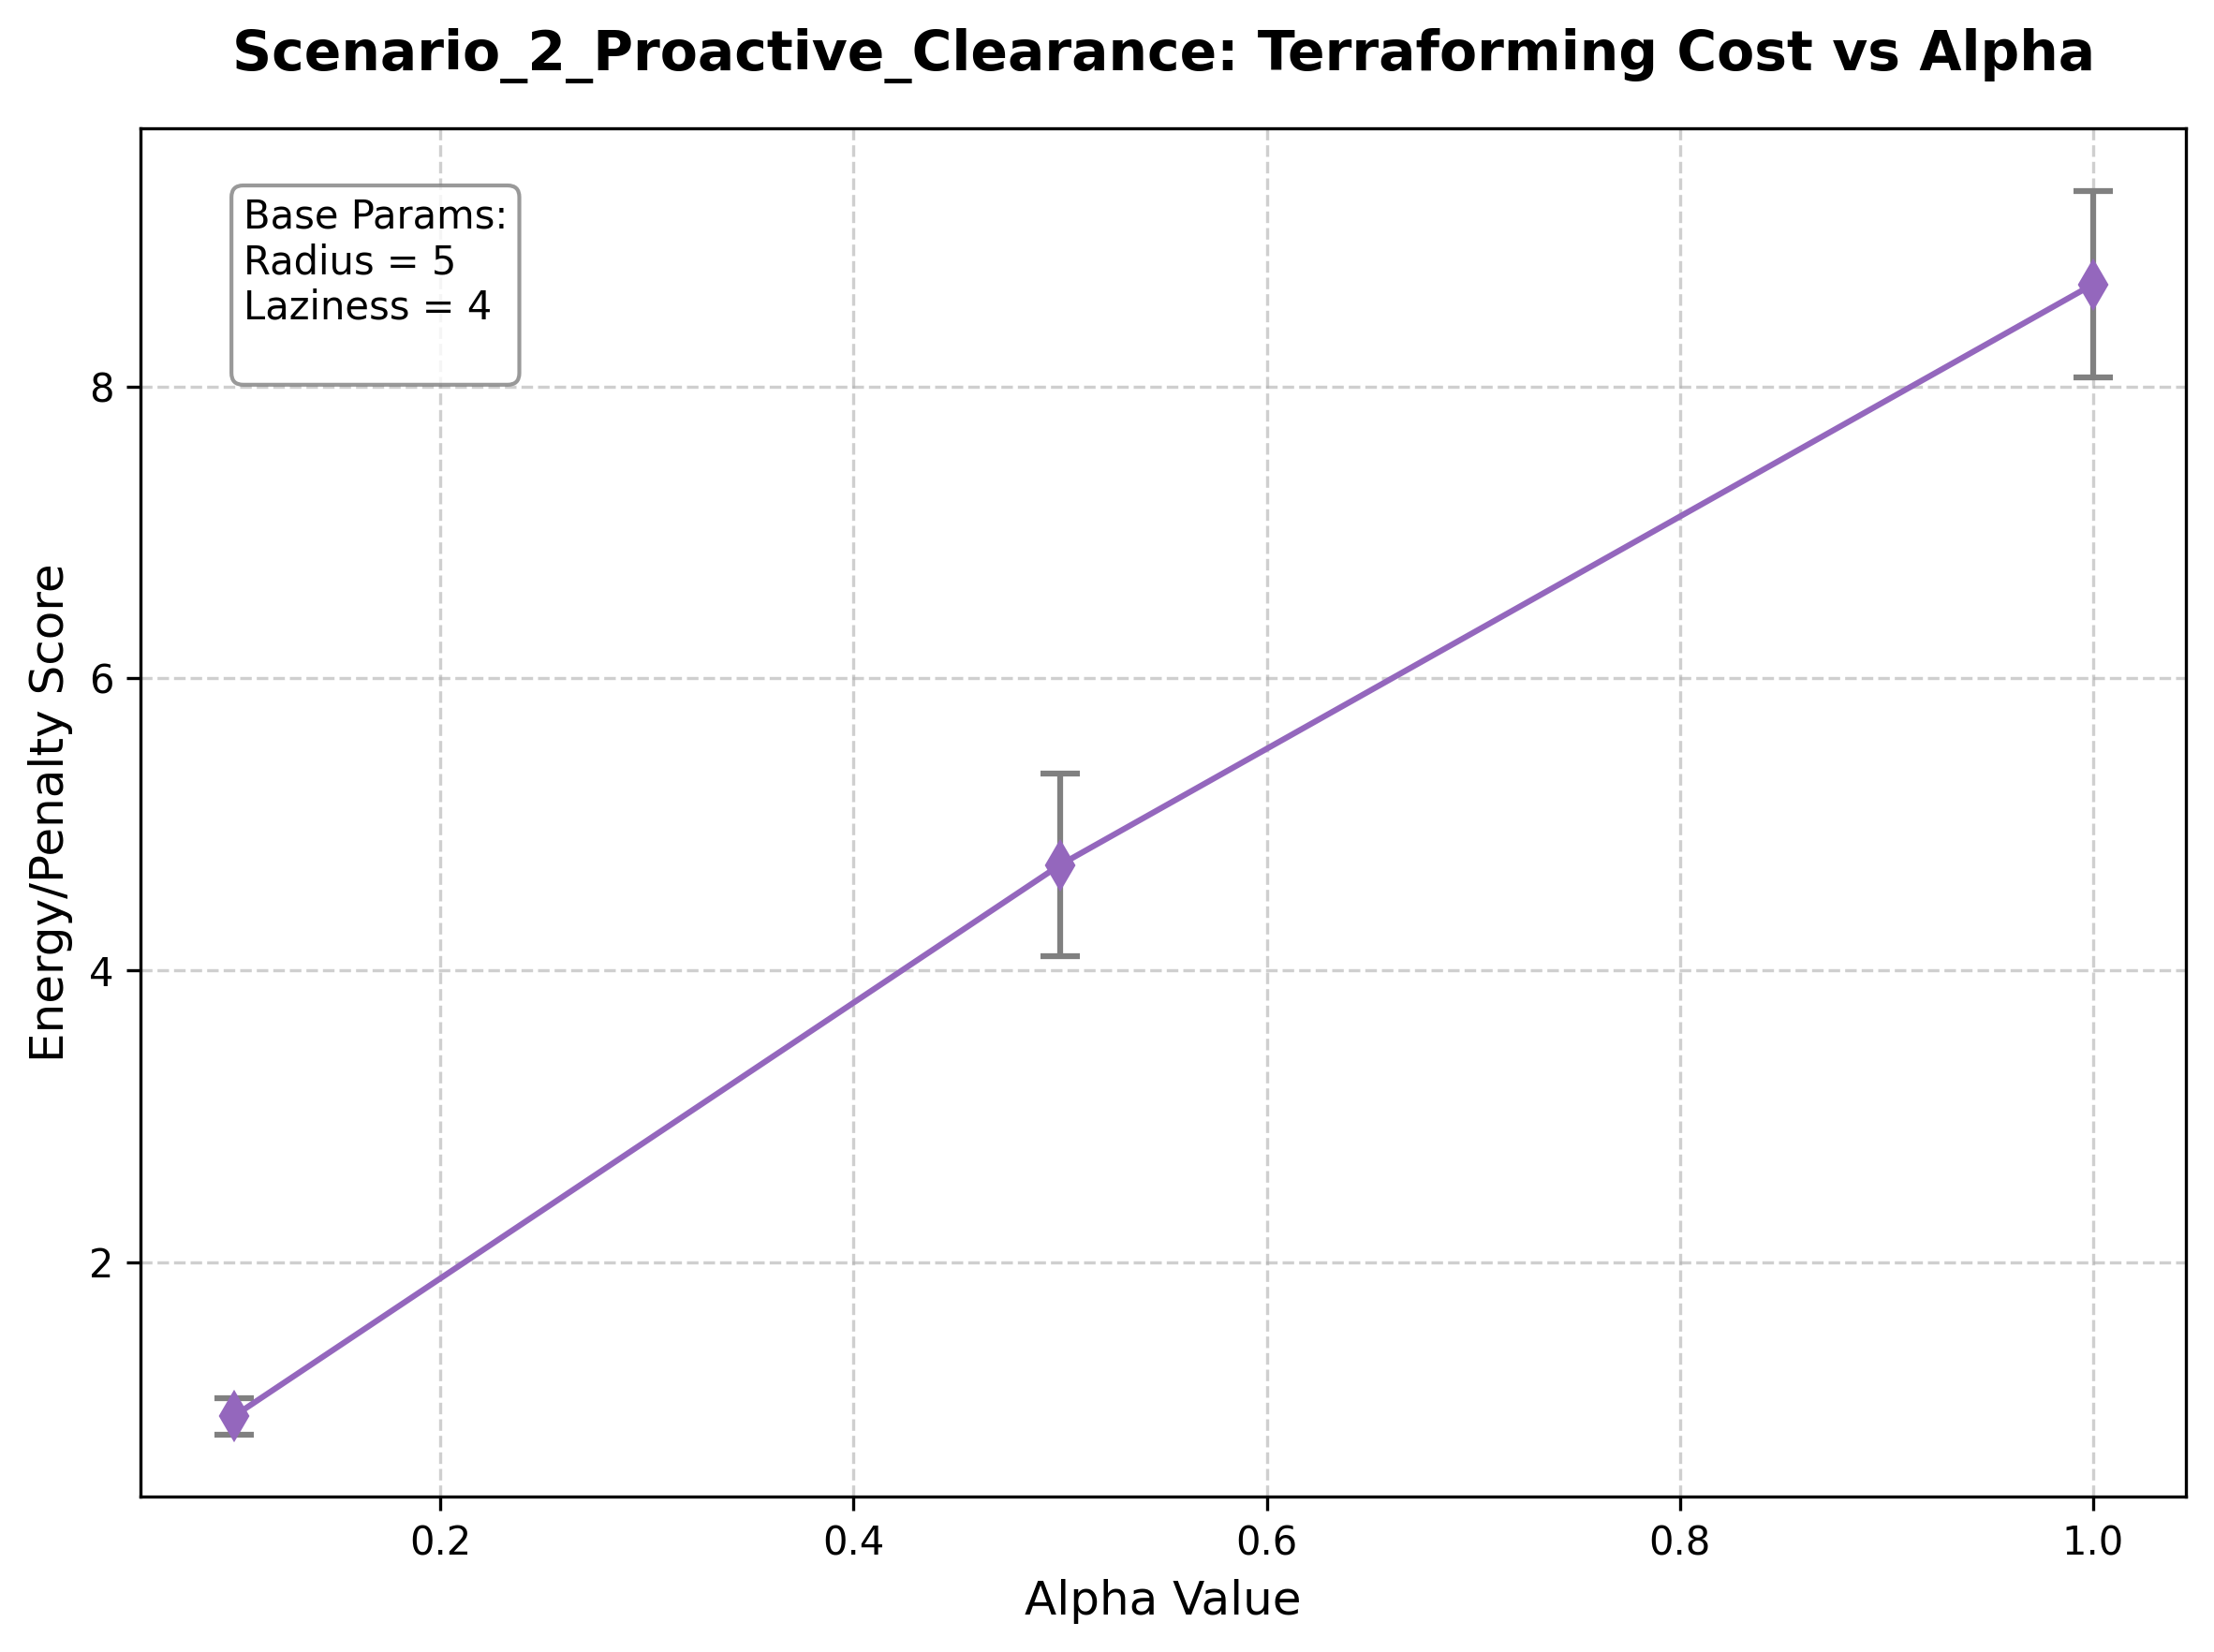 Scenario_2_Proactive_Clearance: Terraforming Cost vs Alpha
Base Params:
Radius = 5
Laziness = 4
Energy/Penalty Score
8
6
4
2
0.2
0.4
0.6
0.8
1.0
Alpha Value